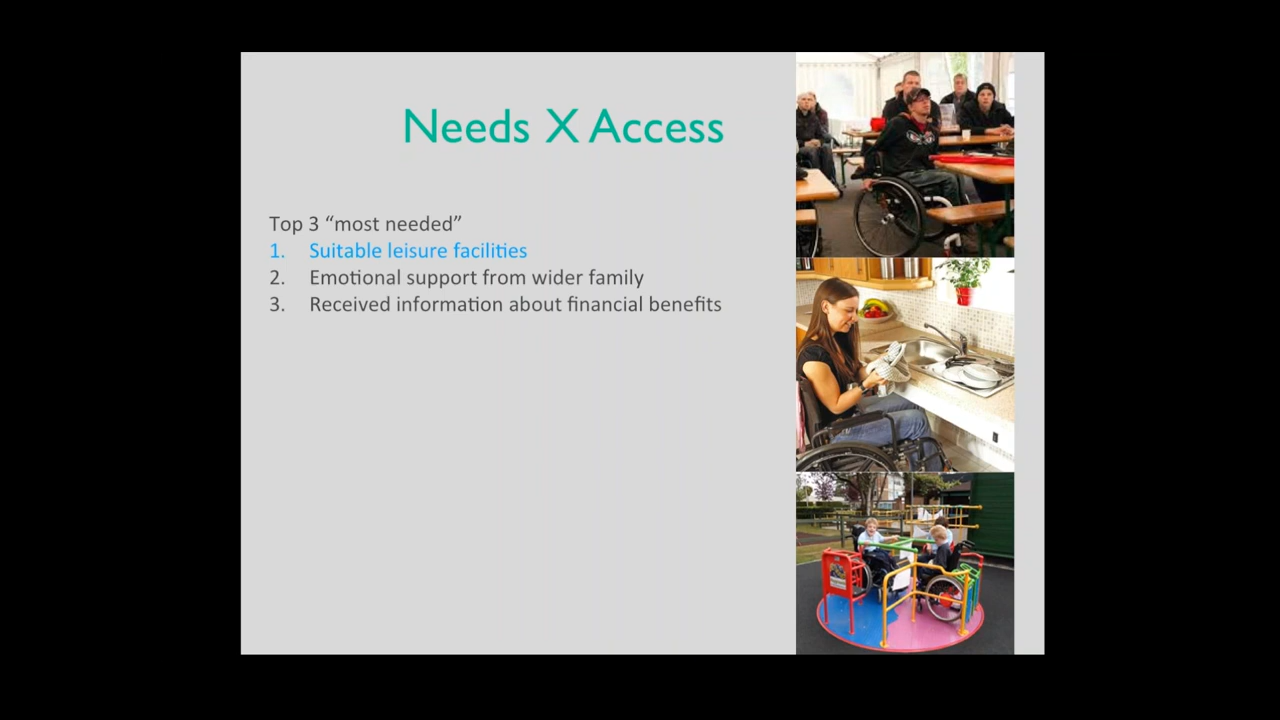 Needs X Access
Top 3 “most needed”
1. Suitable leisure facilities
2. Emotional support from wider family
3. Received information about financial benefits